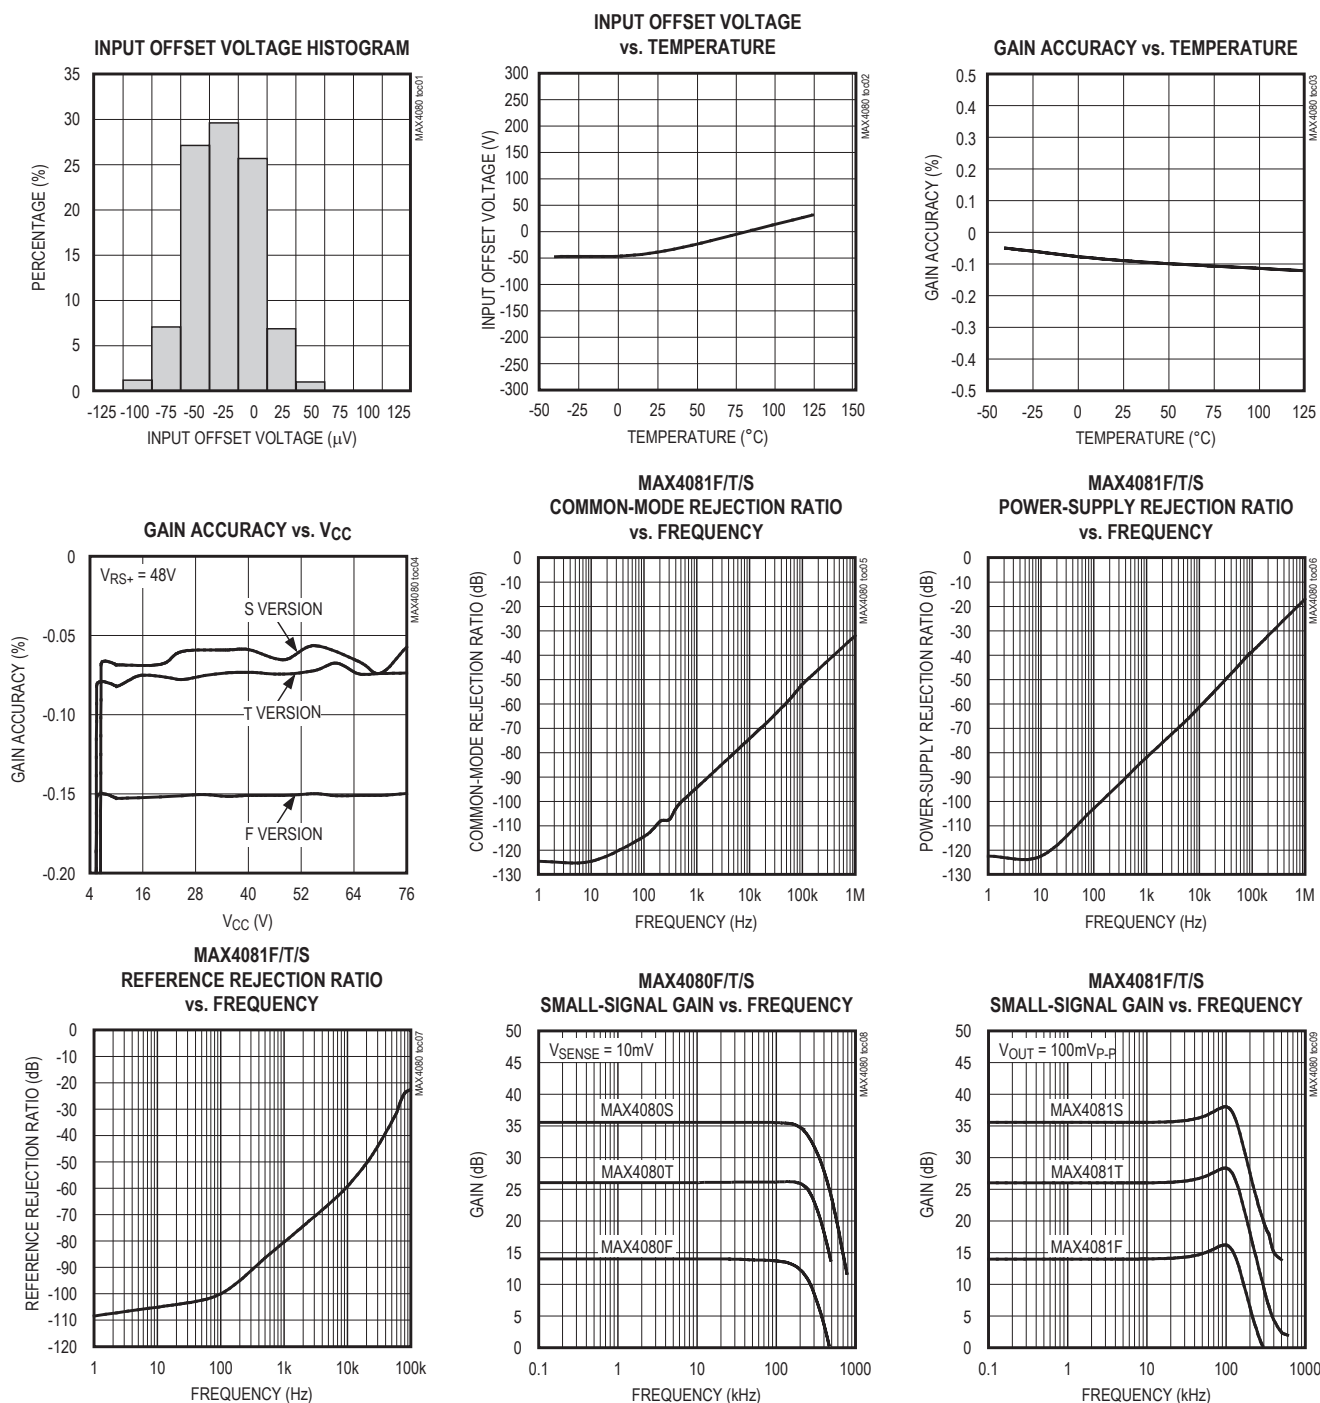 INPUT OFFSET VOLTAGE HISTOGRAM
35
30
25
20
15
10
5
0
PERCENTAGE (%)
-125 -100 -75 -50 -25 0 25 50 75 100 125
INPUT OFFSET VOLTAGE (μV)
MAX4080 toc01
INPUT OFFSET VOLTAGE
vs. TEMPERATURE
300
250
200
150
100
50
0
-50
-100
-150
-200
-250
-300
INPUT OFFSET VOLTAGE (V)
-50 -25 0 25 50 75 100 125 150
TEMPERATURE (°C)
MAX4080 toc02
GAIN ACCURACY vs. TEMPERATURE
0.5
0.4
0.3
0.2
0.1
0
-0.1
-0.2
-0.3
-0.4
-0.5
GAIN ACCURACY (%)
-50 -25 0 25 50 75 100 125
TEMPERATURE (°C)
MAX4080 toc03
GAIN ACCURACY vs. VCC
0
-0.05
-0.10
-0.15
-0.20
GAIN ACCURACY (%)
VRS+ = 48V
S VERSION
T VERSION
F VERSION
4 16 28 40 52 64 76
VCC (V)
MAX4080 toc04
MAX4081F/T/S
COMMON-MODE REJECTION RATIO
vs. FREQUENCY
0
-10
-20
-30
-40
-50
-60
-70
-80
-90
-100
-110
-120
-130
COMMON-MODE REJECTION RATIO (dB)
1 10 100 1k 10k 100k 1M
FREQUENCY (Hz)
MAX4080 toc05
MAX4081F/T/S
POWER-SUPPLY REJECTION RATIO
vs. FREQUENCY
0
-10
-20
-30
-40
-50
-60
-70
-80
-90
-100
-110
-120
-130
POWER-SUPPLY REJECTION RATIO (dB)
1 10 100 1k 10k 100k 1M
FREQUENCY (Hz)
MAX4080 toc06
MAX4081F/T/S
REFERENCE REJECTION RATIO
vs. FREQUENCY
0
-10
-20
-30
-40
-50
-60
-70
-80
-90
-100
-110
-120
REFERENCE REJECTION RATIO (dB)
1 10 100 1k 10k 100k
FREQUENCY (Hz)
MAX4080 toc07
MAX4080F/T/S
SMALL-SIGNAL GAIN vs. FREQUENCY
50
45
40
35
30
25
20
15
10
5
0
GAIN (dB)
VSENSE = 10mV
MAX4080S
MAX4080T
MAX4080F
0.1 1 10 100 1000
FREQUENCY (kHz)
MAX4080 toc08
MAX4081F/T/S
SMALL-SIGNAL GAIN vs. FREQUENCY
50
45
40
35
30
25
20
15
10
5
0
GAIN (dB)
VOUT = 100mVP-P
MAX4081S
MAX4081T
MAX4081F
0.1 1 10 100 1000
FREQUENCY (kHz)
MAX4080 toc09